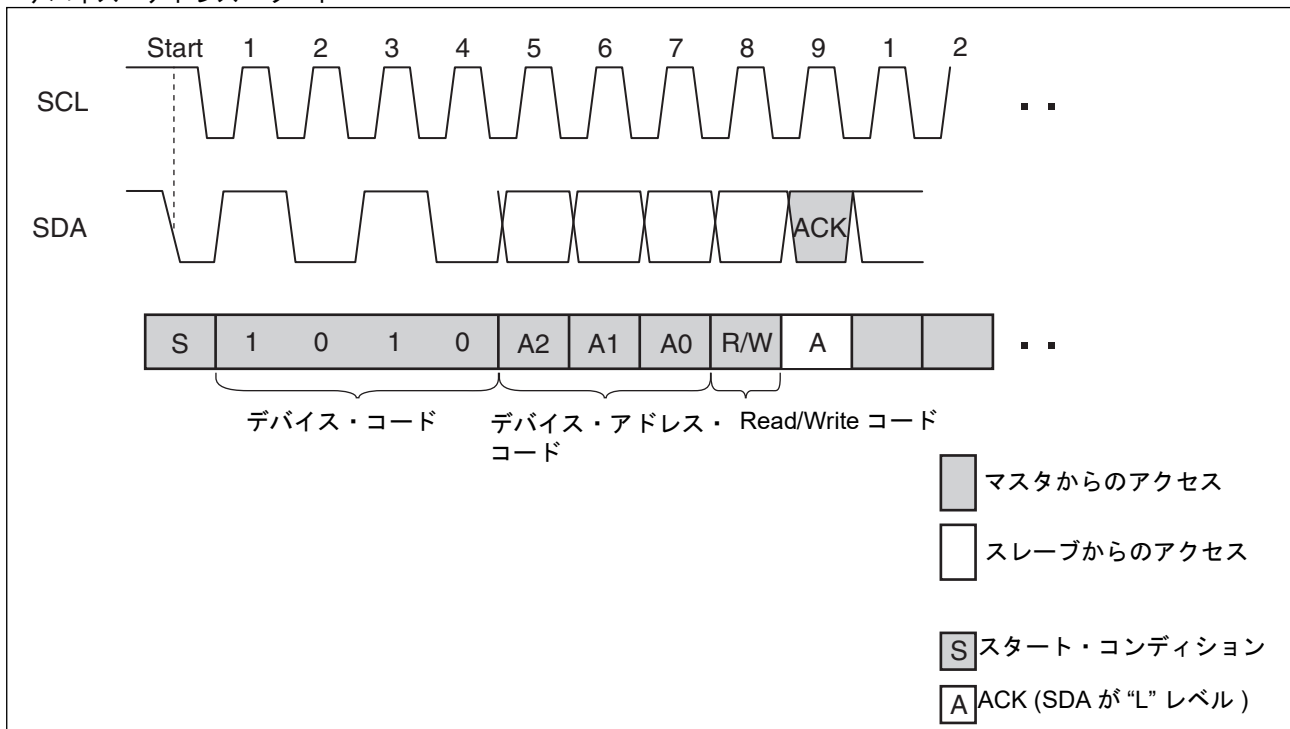 Start 1 2 3 4 5 6 7 8 9 1 2
SCL
SDA
ACK
S 1 0 1 0 A2 A1 A0 R/W A
デバイス・コード
デバイス・アドレス・
コード
Read/Write コード
マスタからのアクセス
スレーブからのアクセス
S スタート・コンディション
A ACK (SDA が “L” レベル )